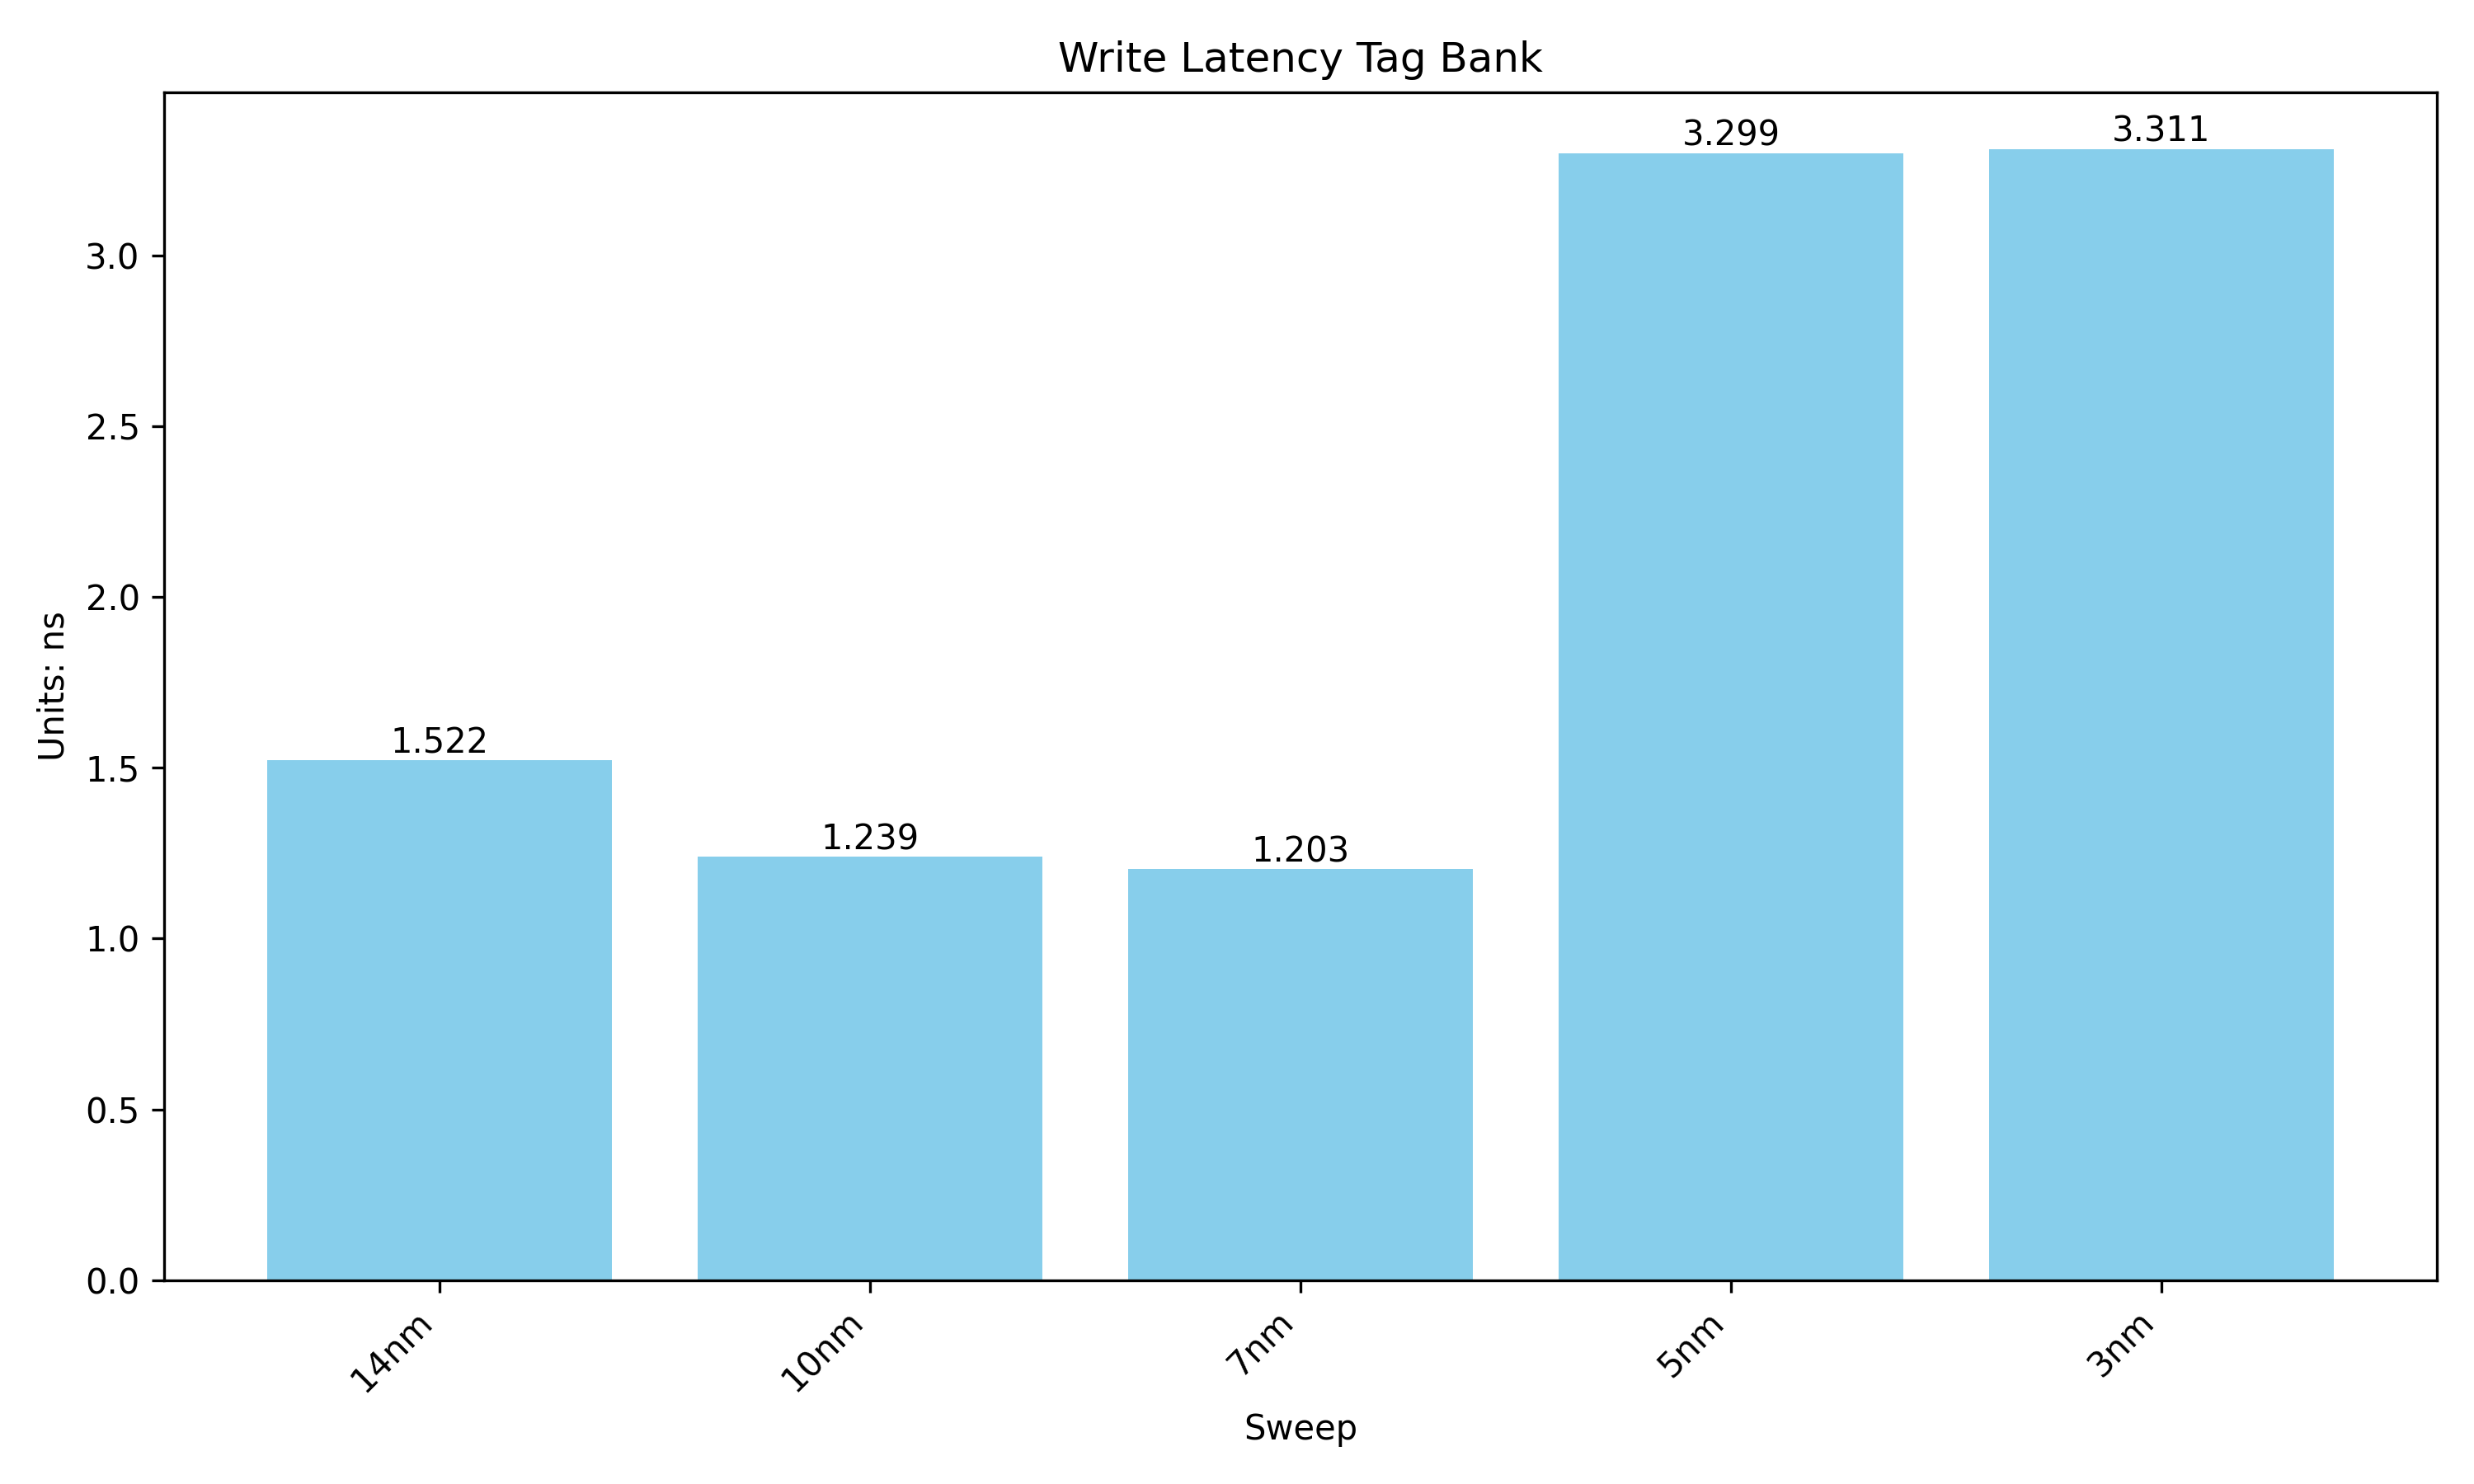 Write Latency Tag Bank
3.311
3.299
3.0
2.5
2.0
1.522
1.5
1.239
1.203
1.0
0.5
0.0
Units: ns
14nm
10nm
7nm
5nm
3nm
Sweep